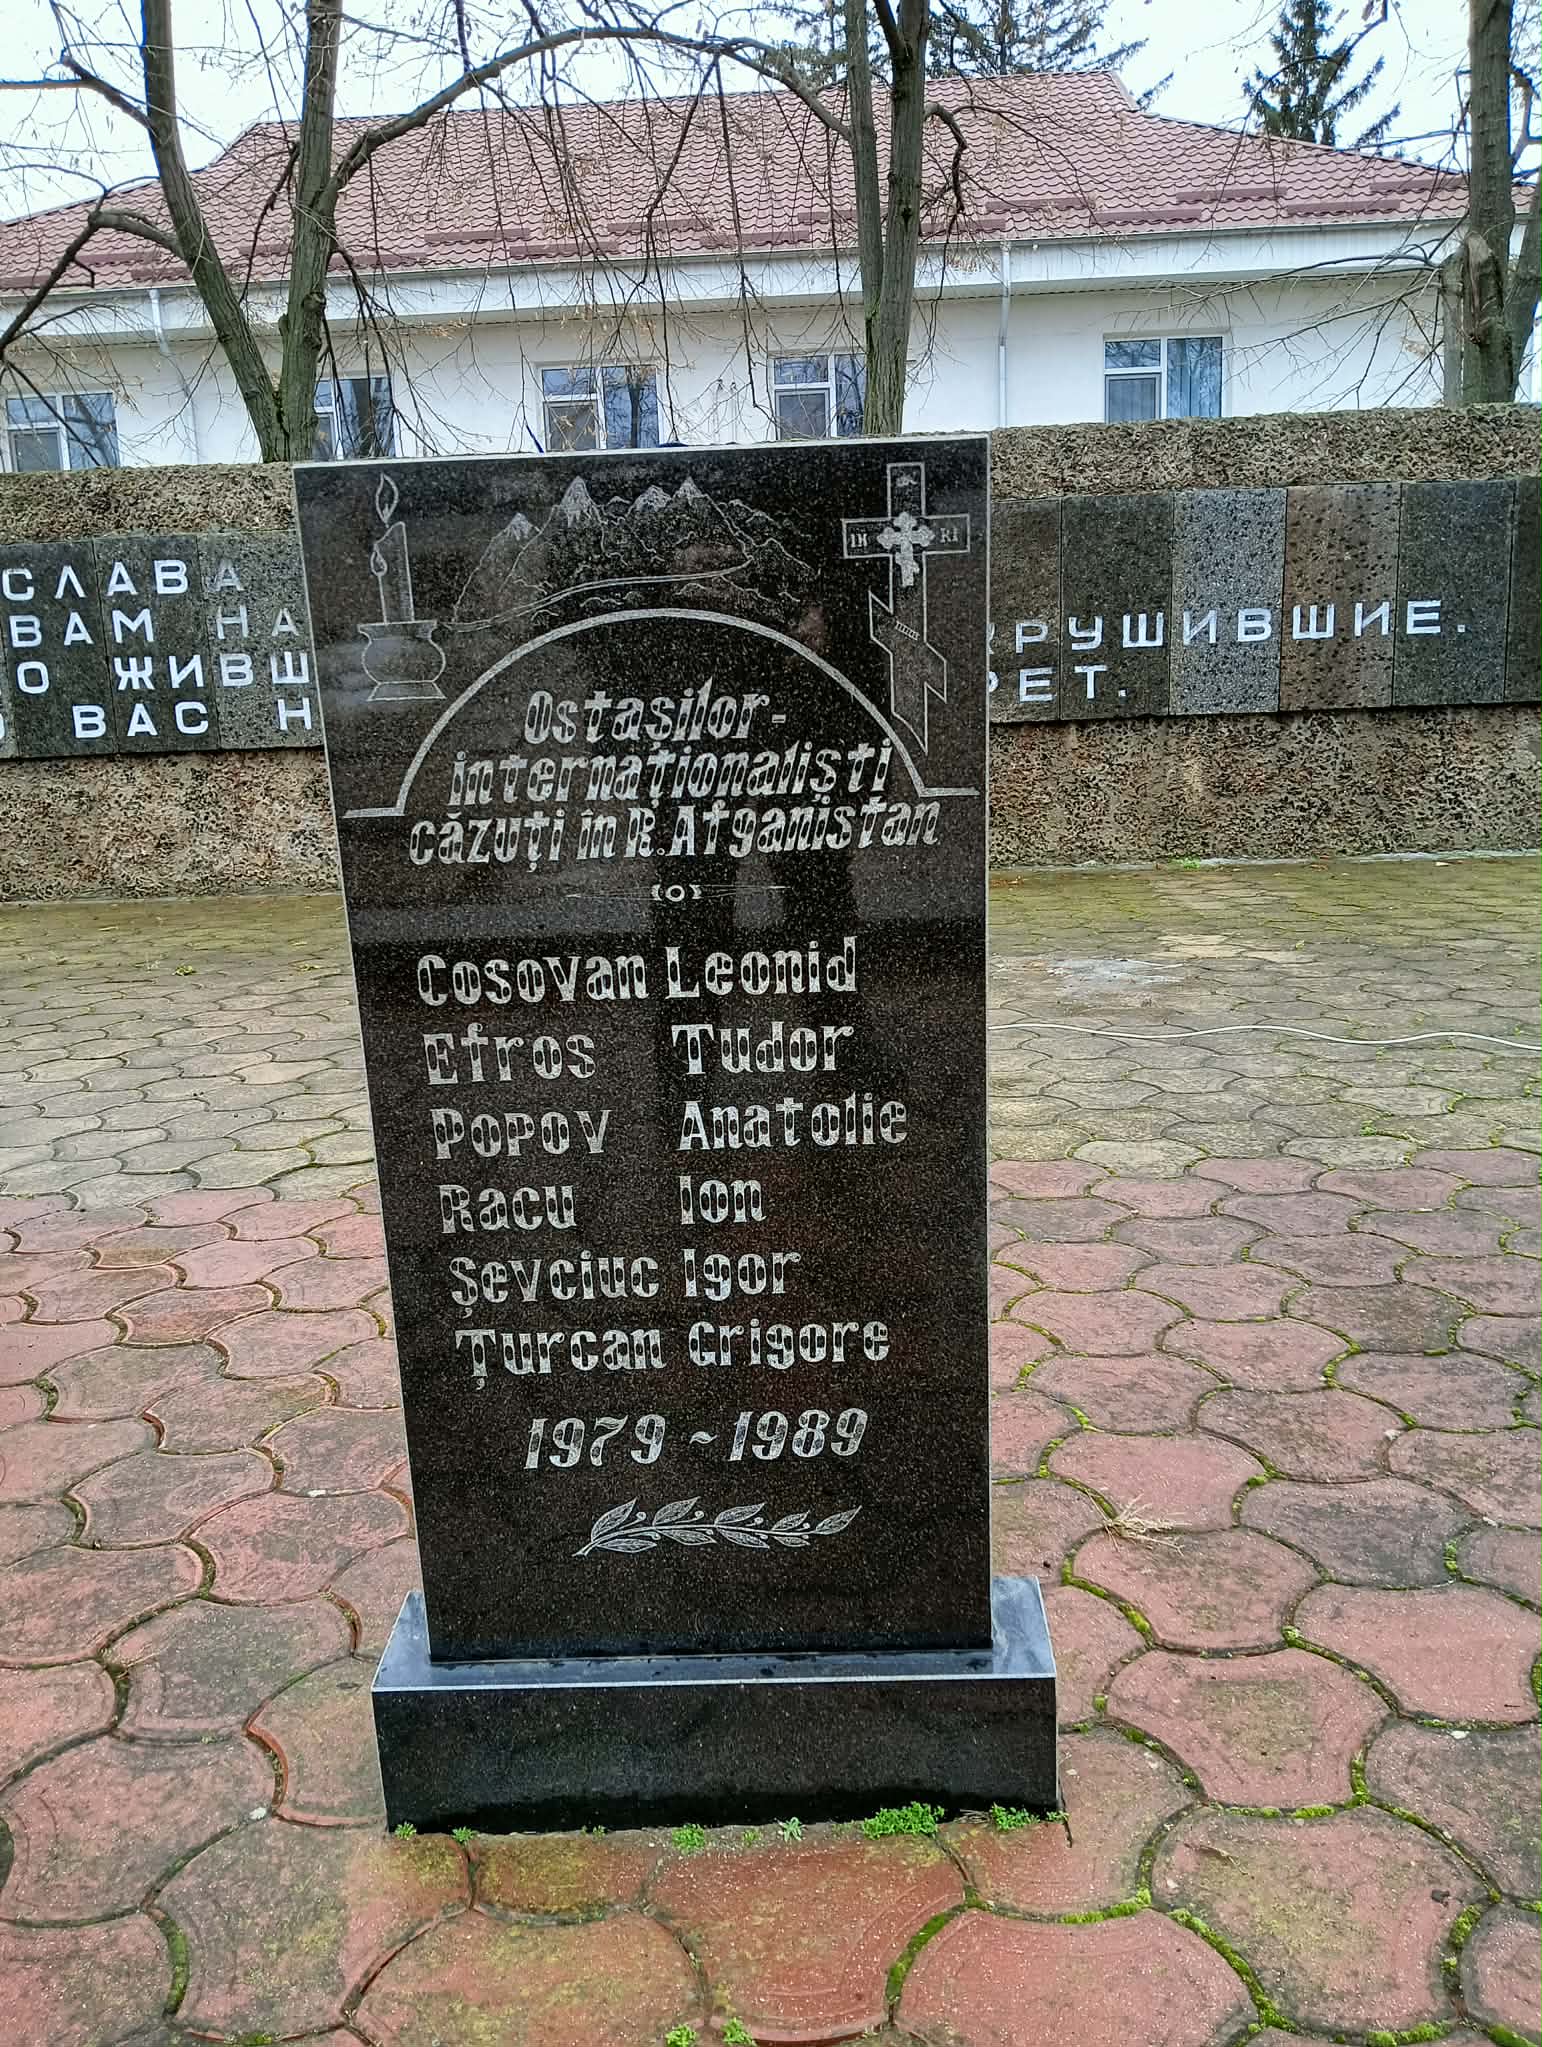 Ostașilor-
internaționaliști
căzuți în R.Afganistan
Cosovan Leonid
Efros Tudor
Popov Anatolie
Racu Ion
Șevciuc Igor
Țurcan Grigore
1979 ~ 1989
СЛАВА
ВАМ НА
ЖИВШ
ВАС Н
РУШИВШИЕ.
РЕТ.